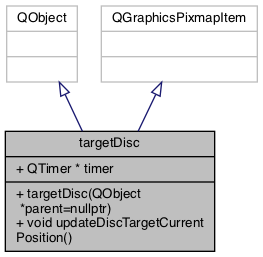 QObject
QGraphicsPixmapItem
targetDisc
+ QTimer * timer
+ targetDisc(QObject
*parent=nullptr)
+ void updateDiscTargetCurrent
Position()